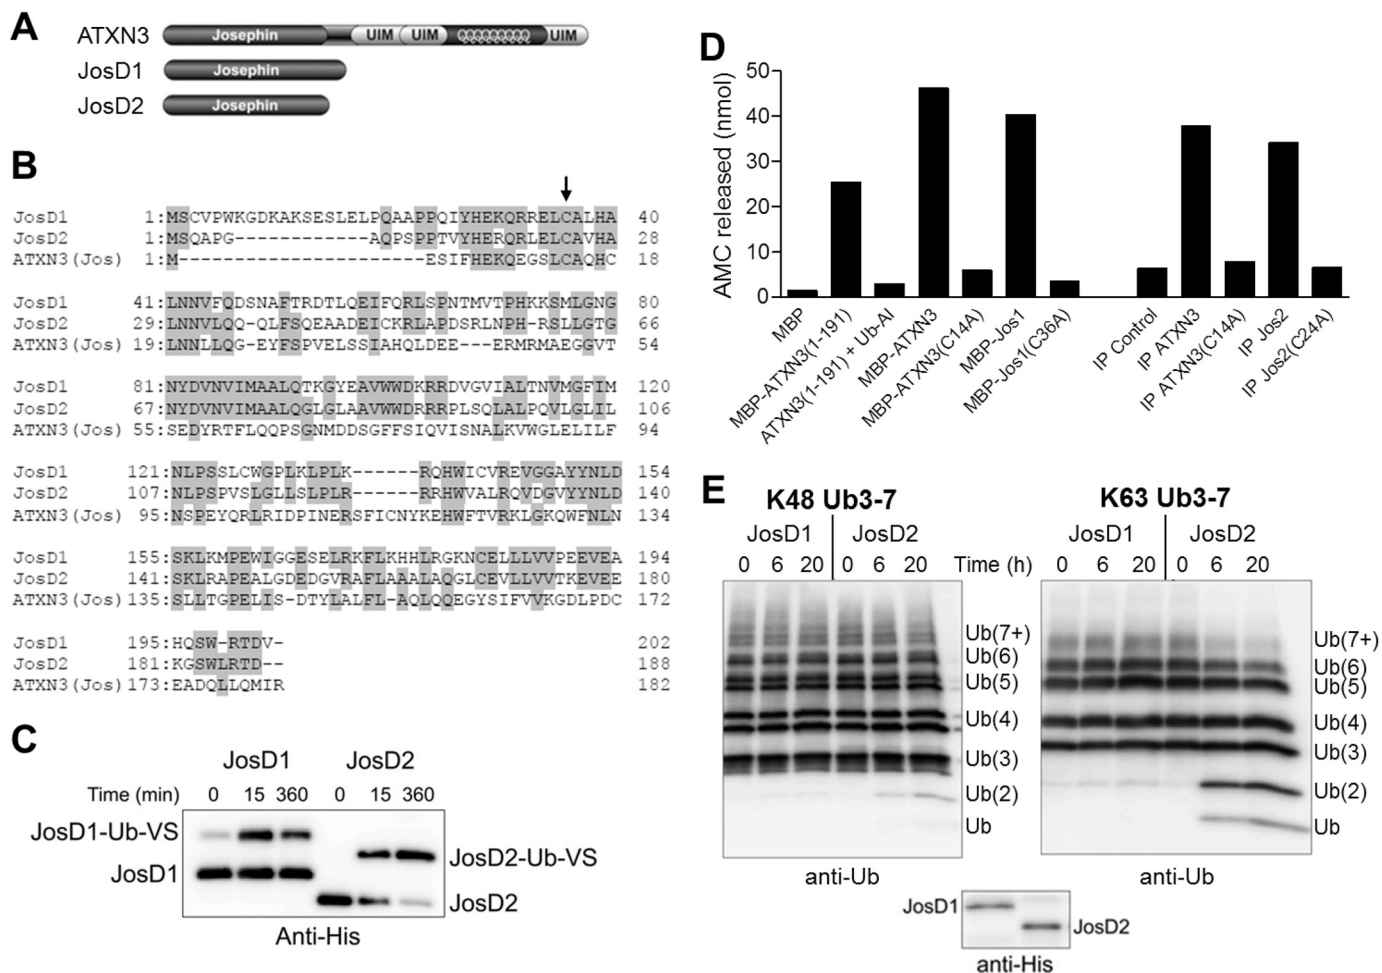 A
ATXN3 Josephin UIM UIM QQQQQQQQQ UIM
JosD1 Josephin
JosD2 Josephin
B
JosD1 1:MSCVPWKGDKAKSESLELPQAAPPQIYHEKQRRELCALHA 40
JosD2 1:MSQAPG------------AQPSPPTVYHERQRLELCAVHA 28
ATXN3(Jos) 1:M----------------------ESIFHEKQEGSLCAQHC 18
JosD1 41:LNNVFQDSNAFTRDTLQEIFQRLSPNTMVTPHKKSMLGNG 80
JosD2 29:LNNVLQQ-QLFSQEAADEICKRLAPDSRLNPH-RSLLGTG 66
ATXN3(Jos) 19:LNNLLQG-EYFSPVELSSIAHQLDEE---ERMRMAEGGVT 54
JosD1 81:NYDVNVIMAALQTKGYEAVWWDKRRDVGVIALTNVMGFIM 120
JosD2 67:NYDVNVIMAALQGLGLAAVWWDRRRPLSQLALPQVLGLIL 106
ATXN3(Jos) 55:SEDYRTFLQQPSGNMDDSGFFSIQVISNALKVWGLELILF 94
JosD1 121:NLPSSLCWGPLKLPLK------RQHWICVREVGGAYYNLD 154
JosD2 107:NLPSPVSLGLLSLPLR------RRHWVALRQVDGVYYNLD 140
ATXN3(Jos) 95:NSPEYQRLRIDPINERSFICNYKEHWFTVRKLGKQWFNLN 134
JosD1 155:SKLKMPEWIGGESELRKFLKHHLRGKNCELLLVVPEEVEA 194
JosD2 141:SKLRAPEALGDEDGVRAFLAAALAQGLCEVLLVVTKEVEE 180
ATXN3(Jos) 135:SLLTGPELIS-DTYLALFL-AQLQQEGYSIFVVKGDLPDC 172
JosD1 195:HQSW-RTDV- 202
JosD2 181:KGSWLRTD-- 188
ATXN3(Jos) 173:EADQLLQMIR 182
C
JosD1 JosD2
Time (min) 0 15 360 0 15 360
JosD1-Ub-VS
JosD2-Ub-VS
JosD1
JosD2
Anti-His
D
AMC released (nmol)
50
40
30
20
10
0
MBP
MBP-ATXN3(1-191)
ATXN3(1-191) + Ub-Al
MBP-ATXN3
MBP-ATXN3(C14A)
MBP-Jos1
MBP-Jos1(C36A)
IP Control
IP ATXN3
IP ATXN3(C14A)
IP Jos2
IP Jos2(C24A)
E
K48 Ub3-7 K63 Ub3-7
JosD1 JosD2 JosD1 JosD2
0 6 20 0 6 20 Time (h) 0 6 20 0 6 20
Ub(7+) Ub(7+)
Ub(6) Ub(6)
Ub(5) Ub(5)
Ub(4) Ub(4)
Ub(3) Ub(3)
Ub(2) Ub(2)
Ub Ub
anti-Ub anti-Ub
JosD1
JosD2
anti-His